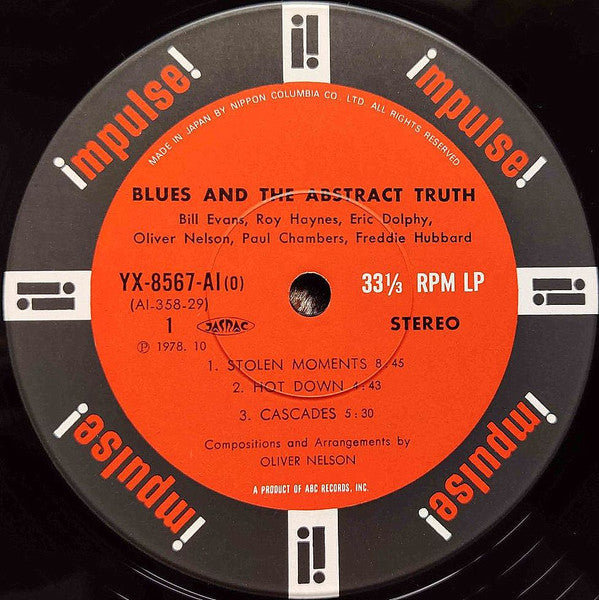 impulse!
impulse!
MADE IN JAPAN BY NIPPON COLUMBIA CO. LTD. ALL RIGHTS RESERVED
BLUES AND THE ABSTRACT TRUTH
Bill Evans, Roy Haynes, Eric Dolphy,
Oliver Nelson, Paul Chambers, Freddie Hubbard
YX-8567-AI(O) 33⅓ RPM LP
(AI-358-29)
1 JASRAC STEREO
Ⓟ 1978. 10
1. STOLEN MOMENTS 8:45
2. HOT DOWN 4:43
3. CASCADES 5:30
Compositions and Arrangements by
OLIVER NELSON
A PRODUCT OF ABC RECORDS, INC.
impulse!
impulse!